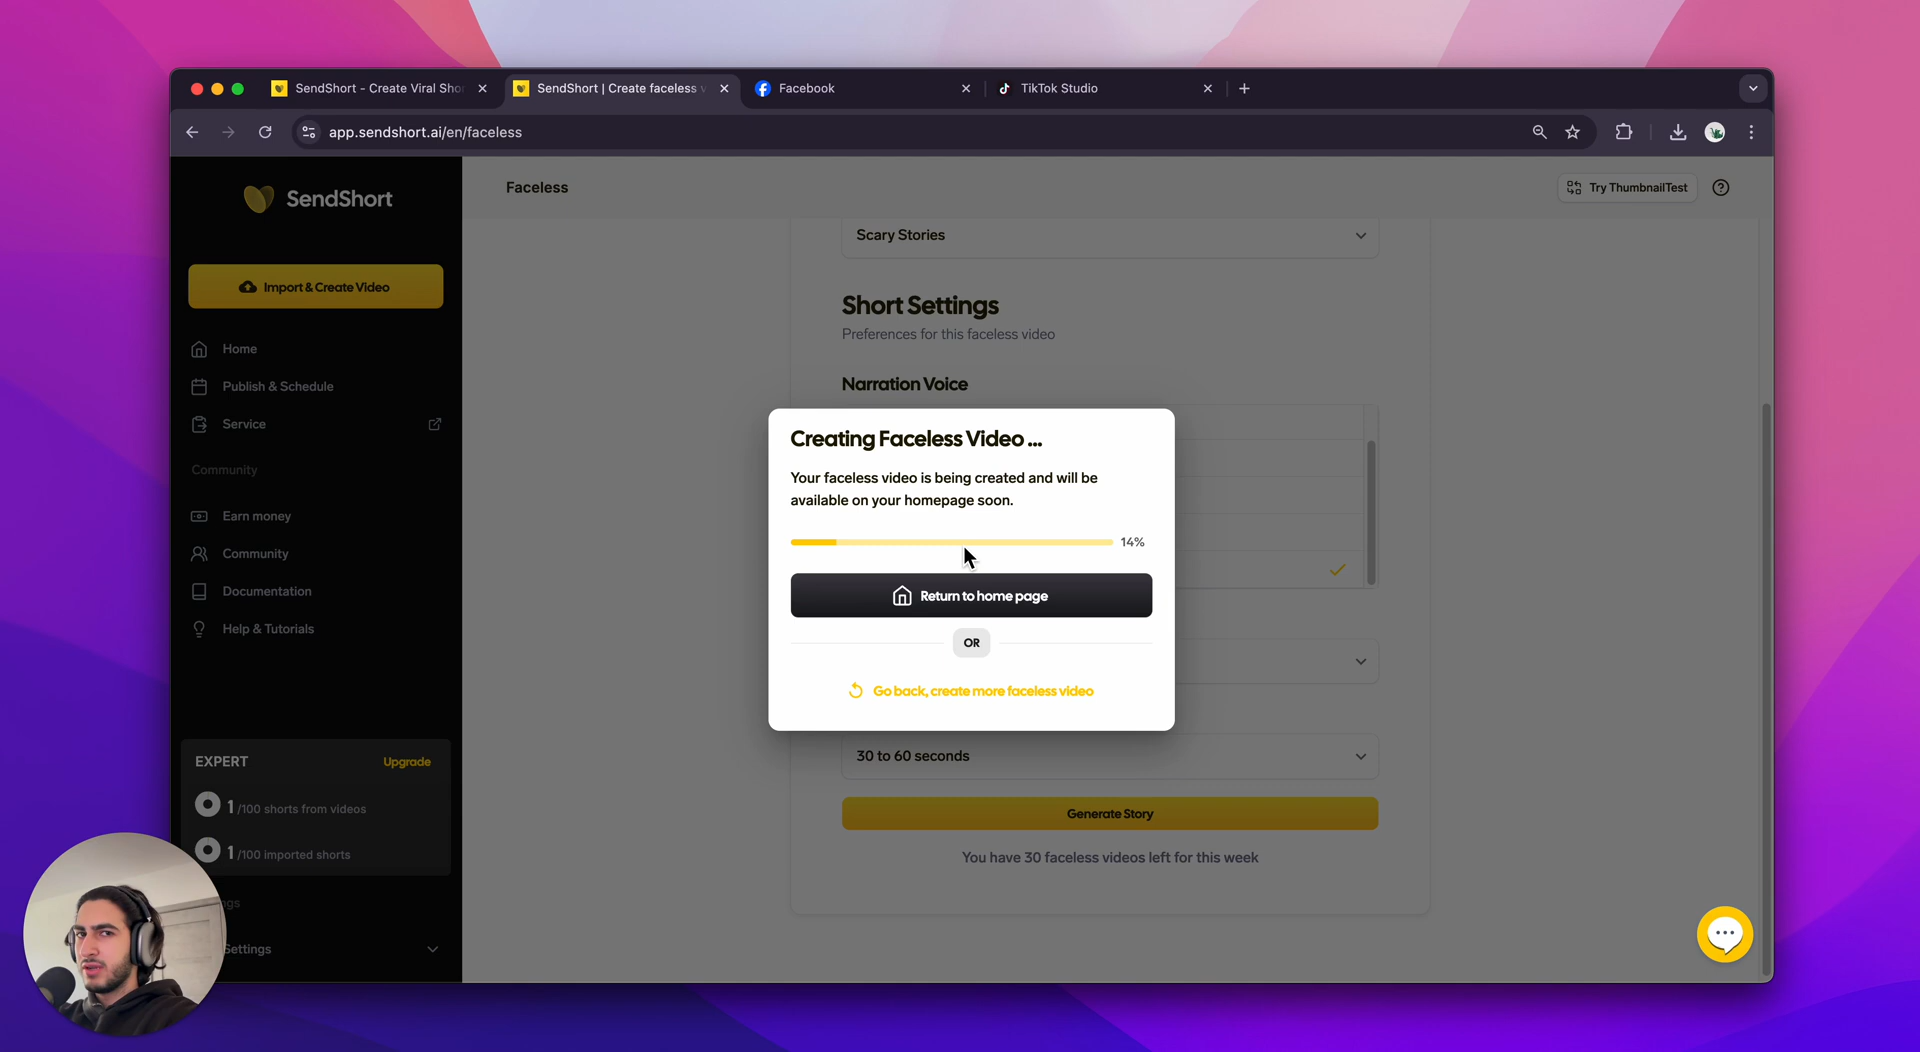 SendShort - Create Viral Sho
SendShort | Create faceless v
Facebook
TikTok Studio
app.sendshort.ai/en/faceless
SendShort
Faceless
Try ThumbnailTest
Import & Create Video
Home
Publish & Schedule
Service
Community
Earn money
Community
Documentation
Help & Tutorials
EXPERT
Upgrade
1 /100 shorts from videos
1 /100 imported shorts
ngs
Settings
Scary Stories
Short Settings
Preferences for this faceless video
Narration Voice
Creating Faceless Video ...
Your faceless video is being created and will be
available on your homepage soon.
14%
Return to home page
OR
Go back, create more faceless video
30 to 60 seconds
Generate Story
You have 30 faceless videos left for this week